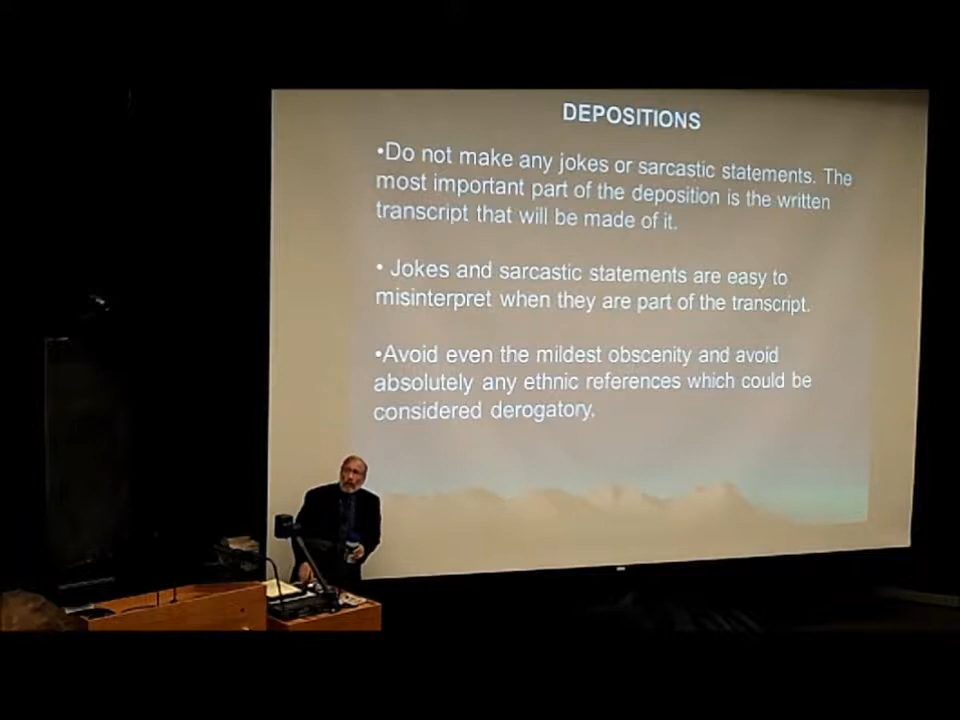 DEPOSITIONS
•Do not make any jokes or sarcastic statements. The
most important part of the deposition is the written
transcript that will be made of it.
• Jokes and sarcastic statements are easy to
misinterpret when they are part of the transcript.
•Avoid even the mildest obscenity and avoid
absolutely any ethnic references which could be
considered derogatory.